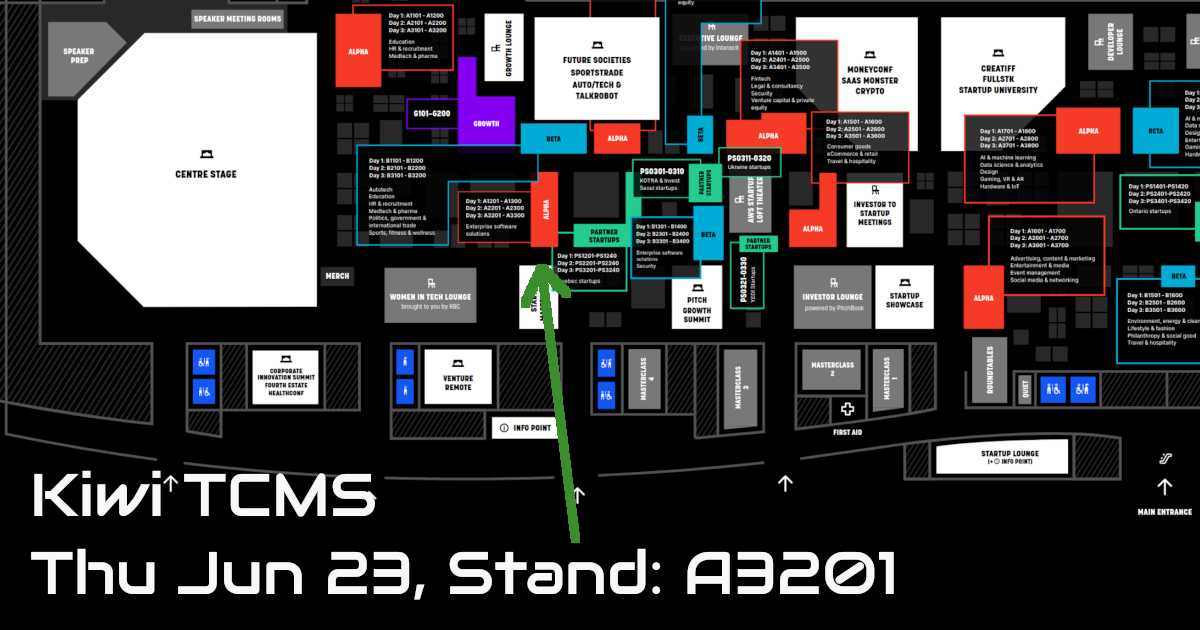 SPEAKER MEETING ROOMS
SPEAKER
PREP
CENTRE STAGE
ALPHA
Day 1: A1101 - A1200
Day 2: A2101 - A2200
Day 3: A3101 - A3200
Education
HR & recruitment
Medtech & pharma
GROWTH LOUNGE
G101-G200
GROWTH
FUTURE SOCIETIES
SPORTSTRADE
AUTO/TECH &
TALKROBOT
BETA
ALPHA
equity
EXECUTIVE LOUNGE
powered by Interac®
BETA
Day 1: A1401 - A1500
Day 2: A2401 - A2500
Day 3: A3401 - A3500
Fintech
Legal & consultancy
Security
Venture capital & private
equity
ALPHA
MONEYCONF
SAAS MONSTER
CRYPTO
Day 1: A1501 - A1600
Day 2: A2501 - A2600
Day 3: A3501 - A3600
Consumer goods
eCommerce & retail
Travel & hospitality
CREATIFF
FULLSTK
STARTUP UNIVERSITY
DEVELOPER
LOUNGE
Day 1: A1701 - A1800
Day 2: A2701 - A2800
Day 3: A3701 - A3800
AI & machine learning
Data science & analytics
Design
Gaming, VR & AR
Hardware & IoT
ALPHA
BETA
Day 1: B1101 - B1200
Day 2: B2101 - B2200
Day 3: B3101 - B3200
Autotech
Education
HR & recruitment
Medtech & pharma
Politics, government &
international trade
Sports, fitness & wellness
Day 1: A1201 - A1300
Day 2: A2201 - A2300
Day 3: A3201 - A3300
Enterprise software
solutions
ALPHA
PS0301-0310
KOTRA & Invest
Seoul startups
PARTNER
STARTUPS
PS0311-0320
Ukraine startups
AWS STARTUP
LOFT THEATER
PARTNER
STARTUPS
Day 1: PS1201-PS1240
Day 2: PS2201-PS2240
Day 3: PS3201-PS3240
Day 1: B1301 - B1400
Day 2: B2301 - B2400
Day 3: B3301 - B3400
Enterprise software
solutions
Security
BETA
PARTNER
STARTUPS
PS0321-0330
ALPHA
INVESTOR TO
STARTUP
MEETINGS
Day 1: PS1401-PS1420
Day 2: PS2401-PS2420
Day 3: PS3401-PS3420
Ontario startups
Day 1: A1601 - A1700
Day 2: A2601 - A2700
Day 3: A3601 - A3700
Advertising, content & marketing
Entertainment & media
Event management
Social media & networking
ALPHA
BETA
Day 1: B1501 - B1600
Day 2: B2501 - B2600
Day 3: B3501 - B3600
Lifestyle & fashion
Philanthropy & social good
Travel & hospitality
MERCH
WOMEN IN TECH LOUNGE
brought to you by RBC
PITCH
GROWTH
SUMMIT
INVESTOR LOUNGE
powered by PitchBook
STARTUP
SHOWCASE
CORPORATE
INNOVATION SUMMIT
FOURTH ESTATE
HEALTHCONF
VENTURE
REMOTE
MASTERCLASS
4
MASTERCLASS
3
MASTERCLASS
2
MASTERCLASS
1
ROUNDTABLES
QUIET
INFO POINT
FIRST AID
STARTUP LOUNGE
(+ INFO POINT)
MAIN ENTRANCE
Kiwi TCMS
Thu Jun 23, Stand: A3201